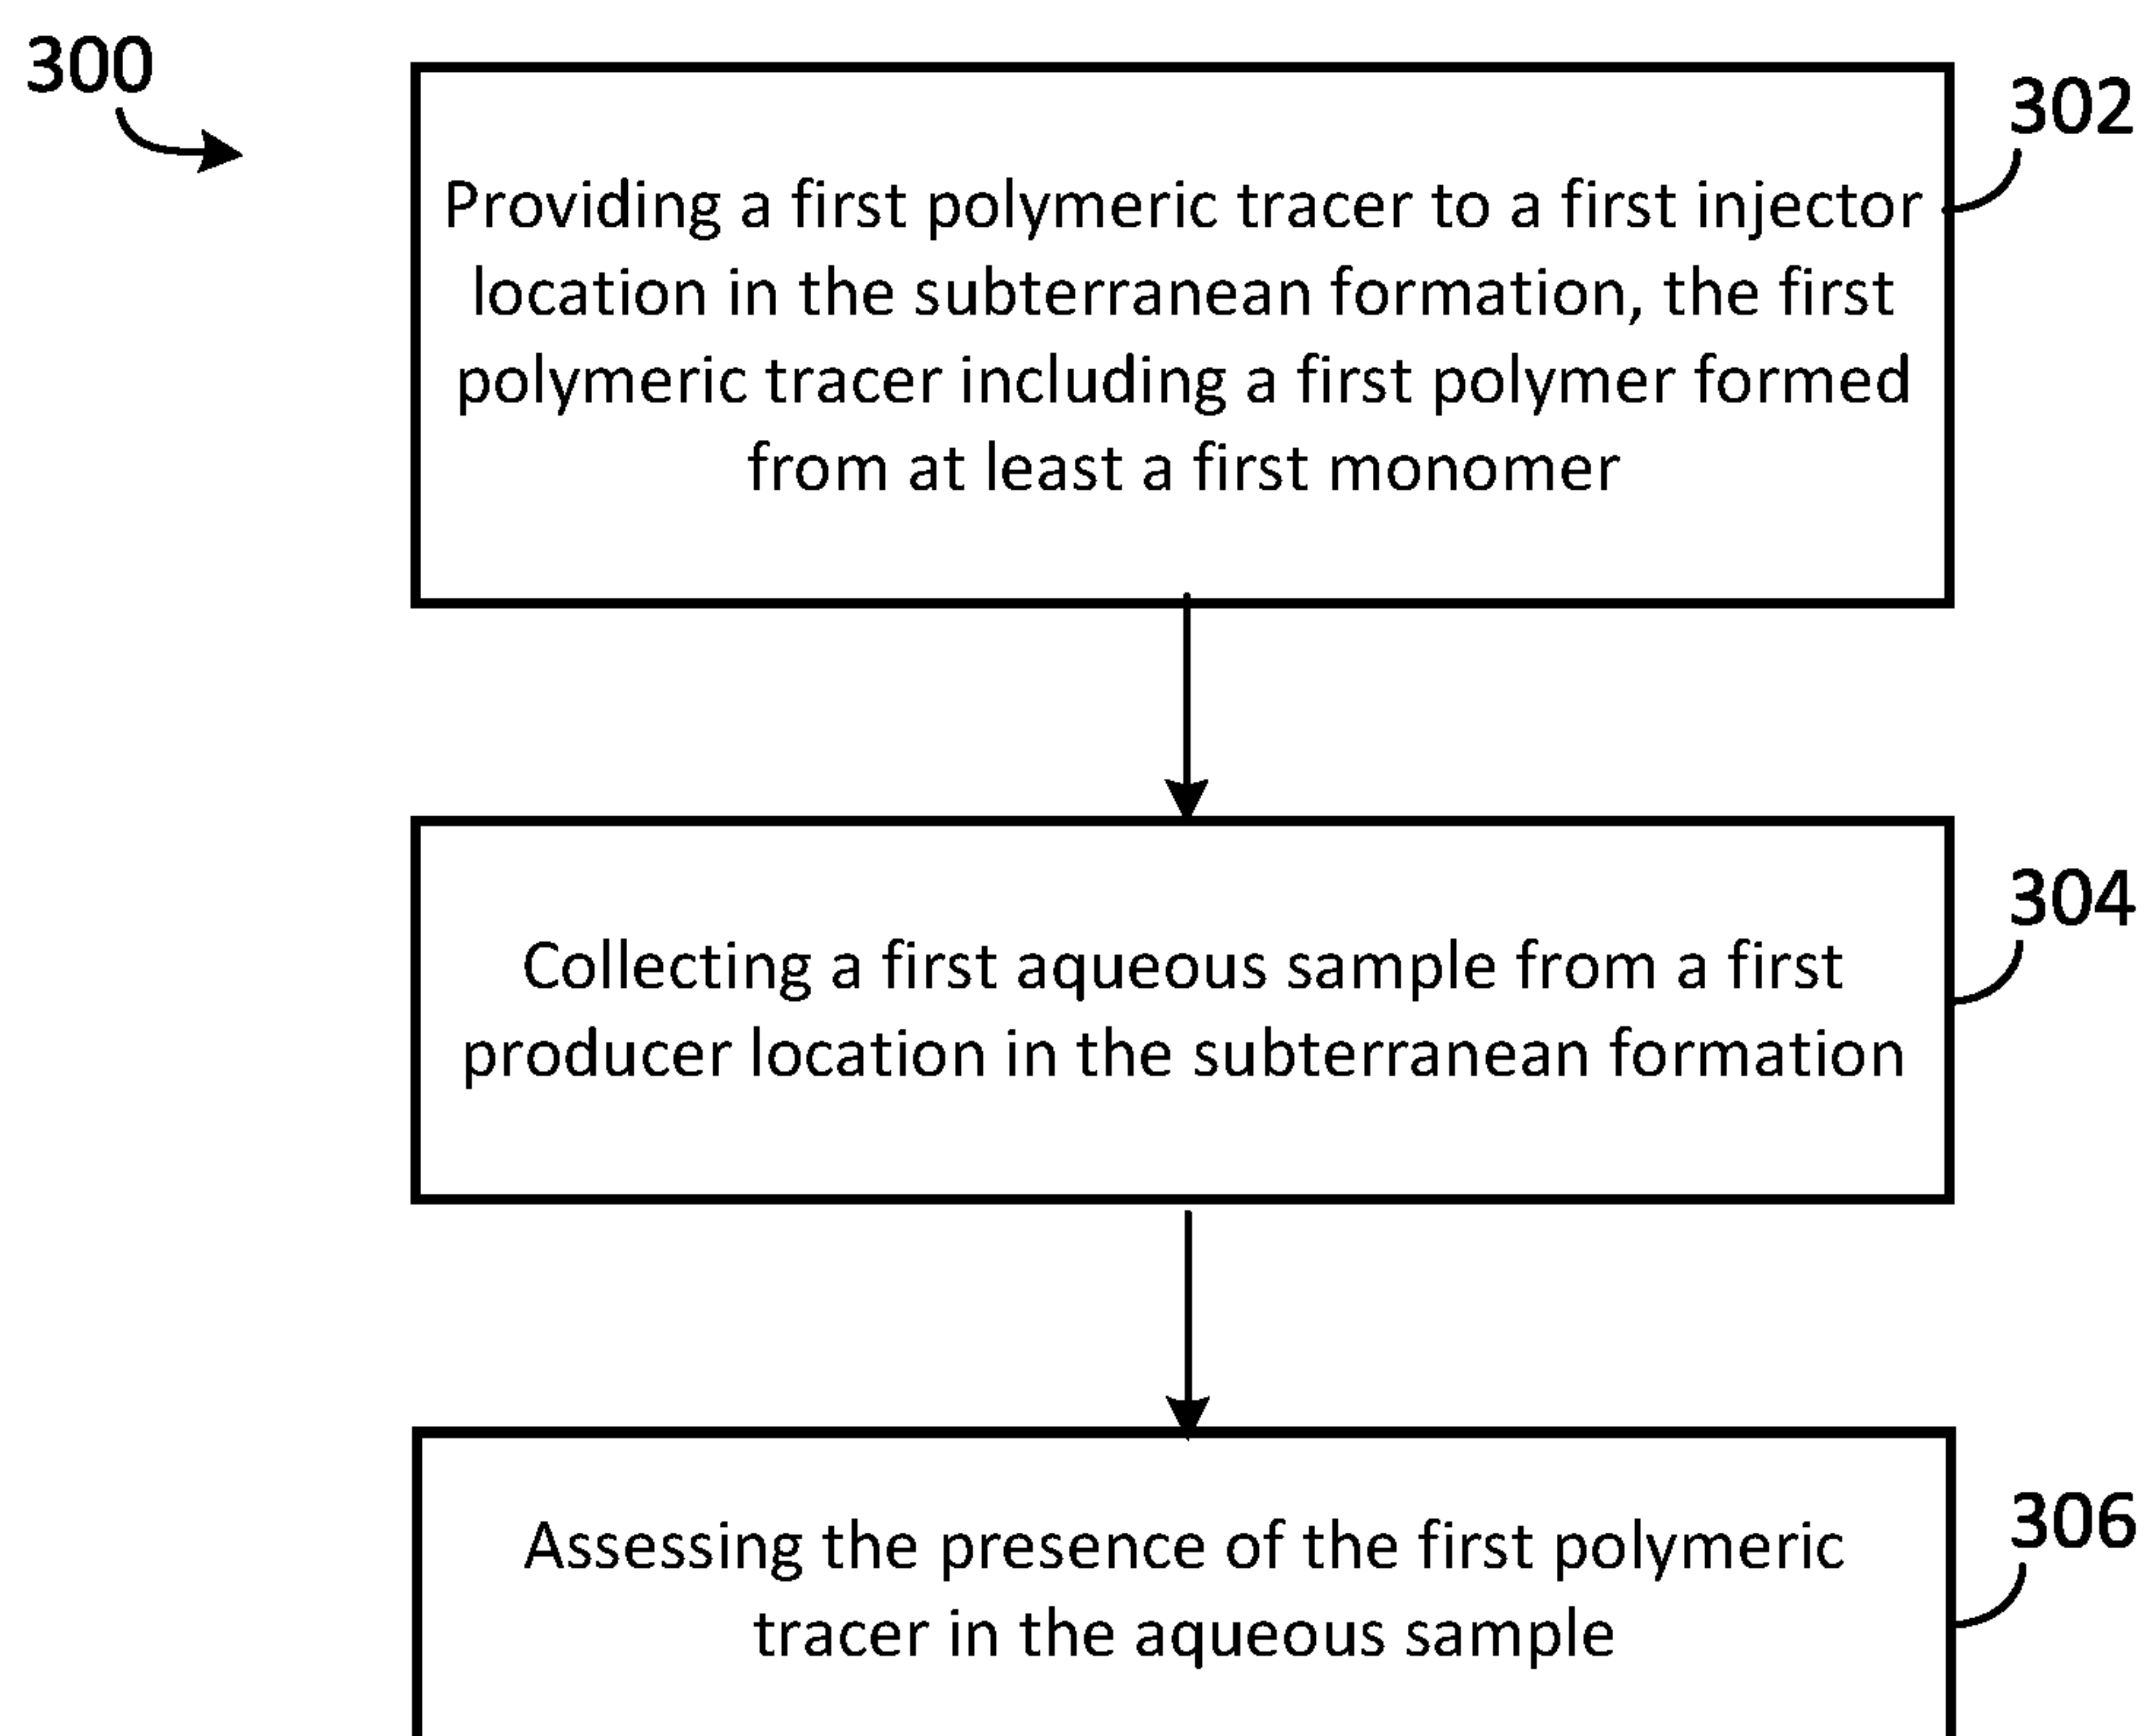 300
302
Providing a first polymeric tracer to a first injector
location in the subterranean formation, the first
polymeric tracer including a first polymer formed
from at least a first monomer
304
Collecting a first aqueous sample from a first
producer location in the subterranean formation
306
Assessing the presence of the first polymeric
tracer in the aqueous sample